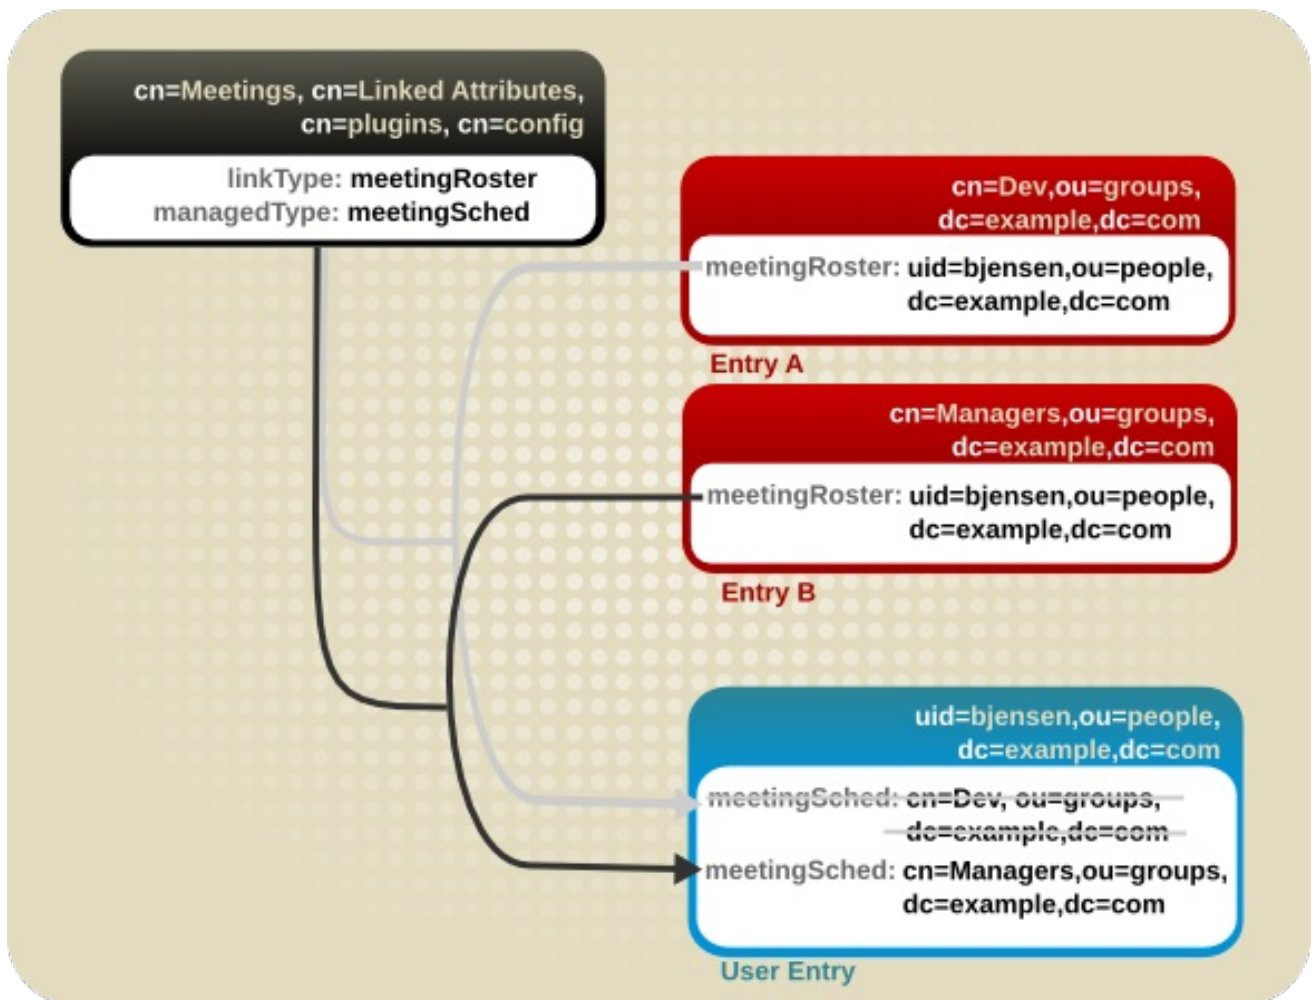 cn=Meetings, cn=Linked Attributes,
cn=plugins, cn=config
linkType: meetingRoster
managedType: meetingSched
cn=Dev,ou=groups,
dc=example,dc=com
meetingRoster: uid=bjensen,ou=people,
dc=example,dc=com
Entry A
cn=Managers,ou=groups,
dc=example,dc=com
meetingRoster: uid=bjensen,ou=people,
dc=example,dc=com
Entry B
uid=bjensen,ou=people,
dc=example,dc=com
meetingSched: cn=Dev, ou=groups,
dc=example,dc=com
meetingSched: cn=Managers,ou=groups,
dc=example,dc=com
User Entry